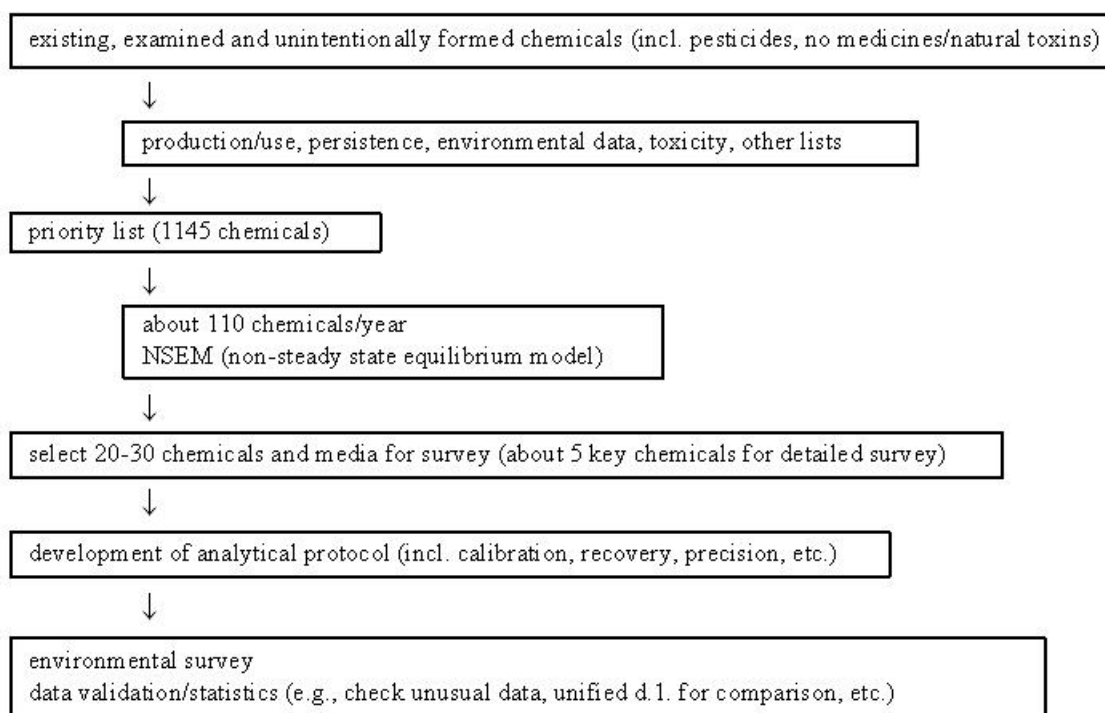 existing, examined and unintentionally formed chemicals (incl. pesticides, no medicines/natural toxins)
↓
production/use, persistence, environmental data, toxicity, other lists
↓
priority list (1145 chemicals)
↓
about 110 chemicals/year
NSEM (non-steady state equilibrium model)
↓
select 20-30 chemicals and media for survey (about 5 key chemicals for detailed survey)
↓
development of analytical protocol (incl. calibration, recovery, precision, etc.)
↓
environmental survey
data validation/statistics (e.g., check unusual data, unified d.1. for comparison, etc.)